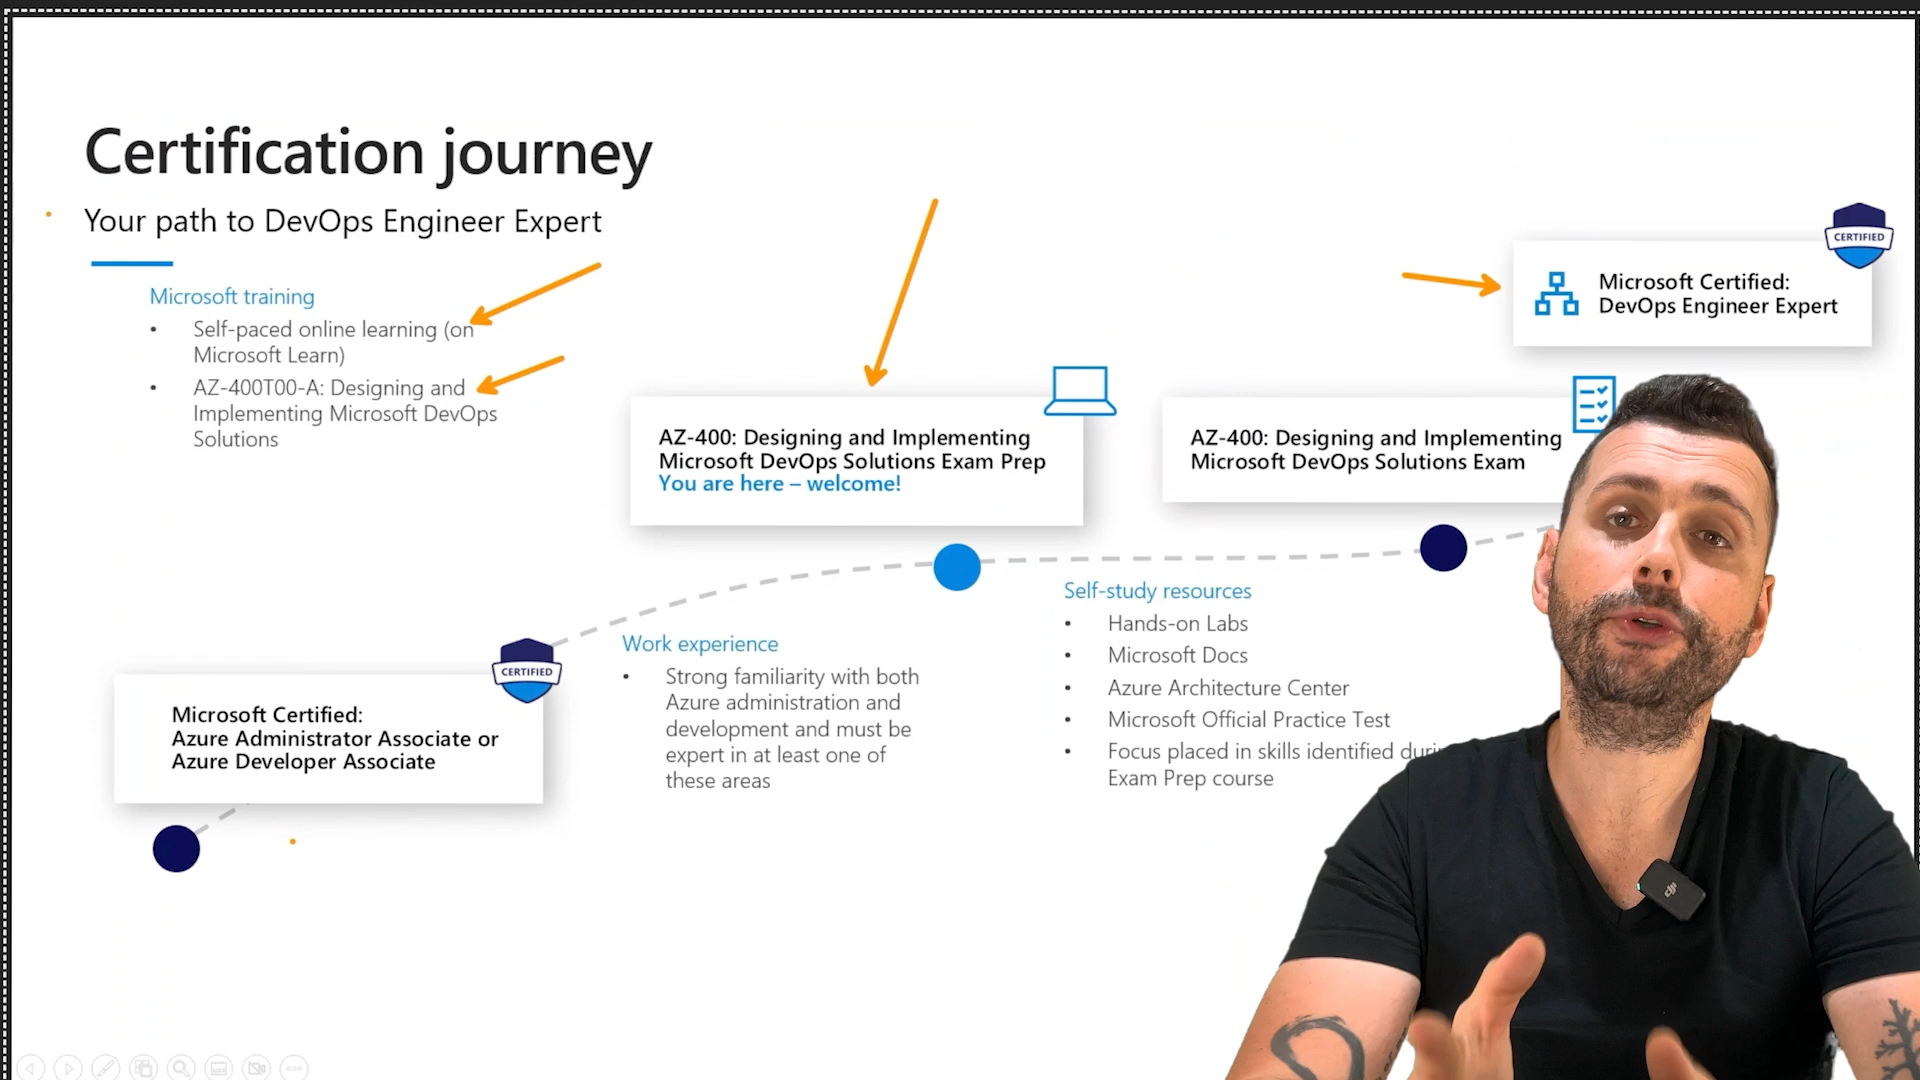 Certification journey
Your path to DevOps Engineer Expert
Microsoft training
• Self-paced online learning (on
Microsoft Learn)
• AZ-400T00-A: Designing and
Implementing Microsoft DevOps
Solutions
CERTIFIED
Microsoft Certified:
DevOps Engineer Expert
AZ-400: Designing and Implementing
Microsoft DevOps Solutions Exam Prep
You are here – welcome!
AZ-400: Designing and Implementing
Microsoft DevOps Solutions Exam
CERTIFIED
Microsoft Certified:
Azure Administrator Associate or
Azure Developer Associate
Work experience
• Strong familiarity with both
Azure administration and
development and must be
expert in at least one of
these areas
Self-study resources
• Hands-on Labs
• Microsoft Docs
• Azure Architecture Center
• Microsoft Official Practice Test
• Focus placed in skills identified
Exam Prep course
dji